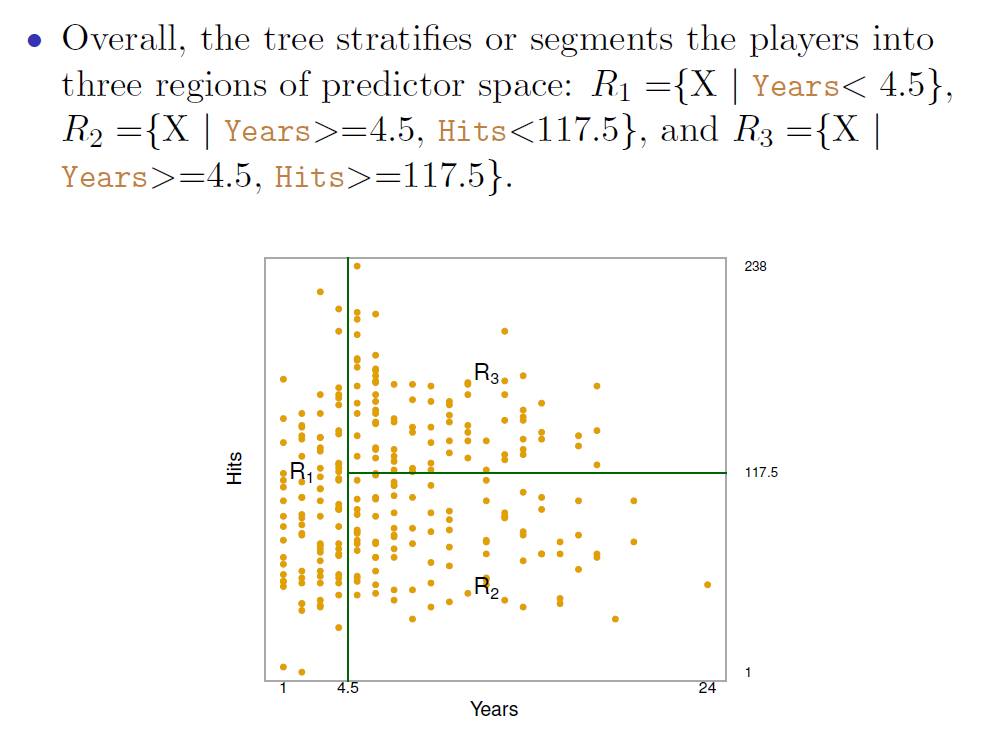 • Overall, the tree stratifies or segments the players into
three regions of predictor space: R₁ ={X | Years< 4.5},
R₂ ={X | Years>=4.5, Hits<117.5}, and R₃ ={X |
Years>=4.5, Hits>=117.5}.
238
R₃
Hits
R₁
117.5
R₂
1
1
4.5
24
Years